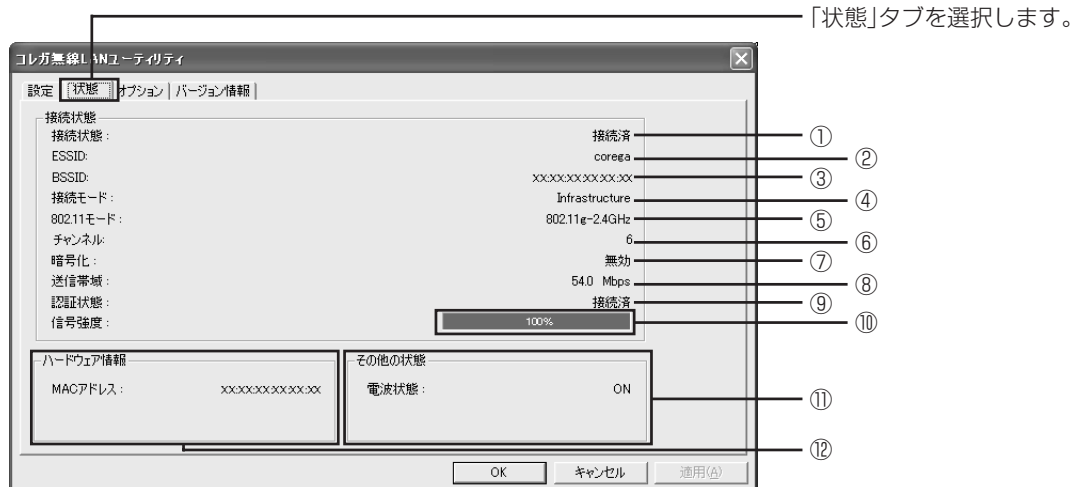 「状態」タブを選択します。
コレガ無線LANユーティリティ
設定 状態 オプション バージョン情報
接続状態
接続状態： 接続済 ①
ESSID: corega ②
BSSID: xx:xx:xx:xx:xx:xx ③
接続モード： Infrastructure ④
802.11モード： 802.11g-2.4GHz ⑤
チャンネル: 6 ⑥
暗号化： 無効 ⑦
送信帯域： 54.0 Mbps ⑧
認証状態： 接続済 ⑨
信号強度： 100% ⑩
ハードウェア情報
MACアドレス： xx:xx:xx:xx:xx:xx
その他の状態
電波状態： ON
⑪
⑫
OK キャンセル 適用(A)